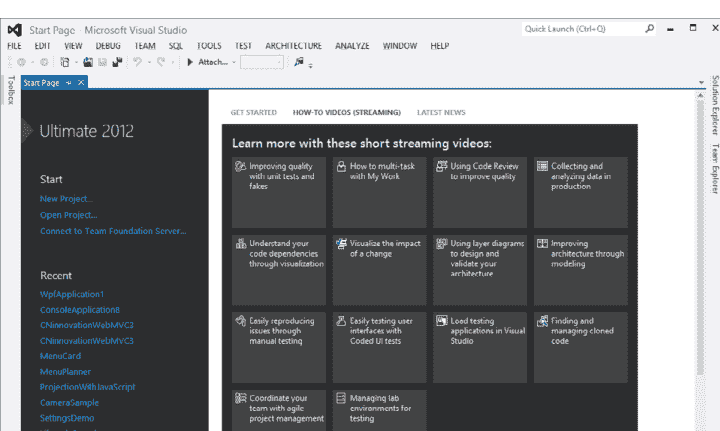 Start Page - Microsoft Visual Studio
Quick Launch (Ctrl+Q)
FILE EDIT VIEW DEBUG TEAM SQL TOOLS TEST ARCHITECTURE ANALYZE WINDOW HELP
Attach...
Start Page
Toolbox
Solution Explorer
Team Explorer
Ultimate 2012
Start
New Project...
Open Project...
Connect to Team Foundation Server...
Recent
WpfApplication1
ConsoleApplication8
CNinnovationWebMVC3
CNinnovationWebMVC3
MenuCard
MenuPlanner
ProjectionWithJavaScript
CameraSample
SettingsDemo
GET STARTED HOW-TO VIDEOS (STREAMING) LATEST NEWS
Learn more with these short streaming videos:
Improving quality
with unit tests and
fakes
How to multi-task
with My Work
Using Code Review
to improve quality
Collecting and
analyzing data in
production
Understand your
code dependencies
through visualization
Visualize the impact
of a change
Using layer diagrams
to design and
validate your
architecture
Improving
architecture through
modeling
Easily reproducing
issues through
manual testing
Easily testing user
interfaces with
Coded UI tests
Load testing
applications in Visual
Studio
Finding and
managing cloned
code
Coordinate your
team with agile
project management
Managing lab
environments for
testing